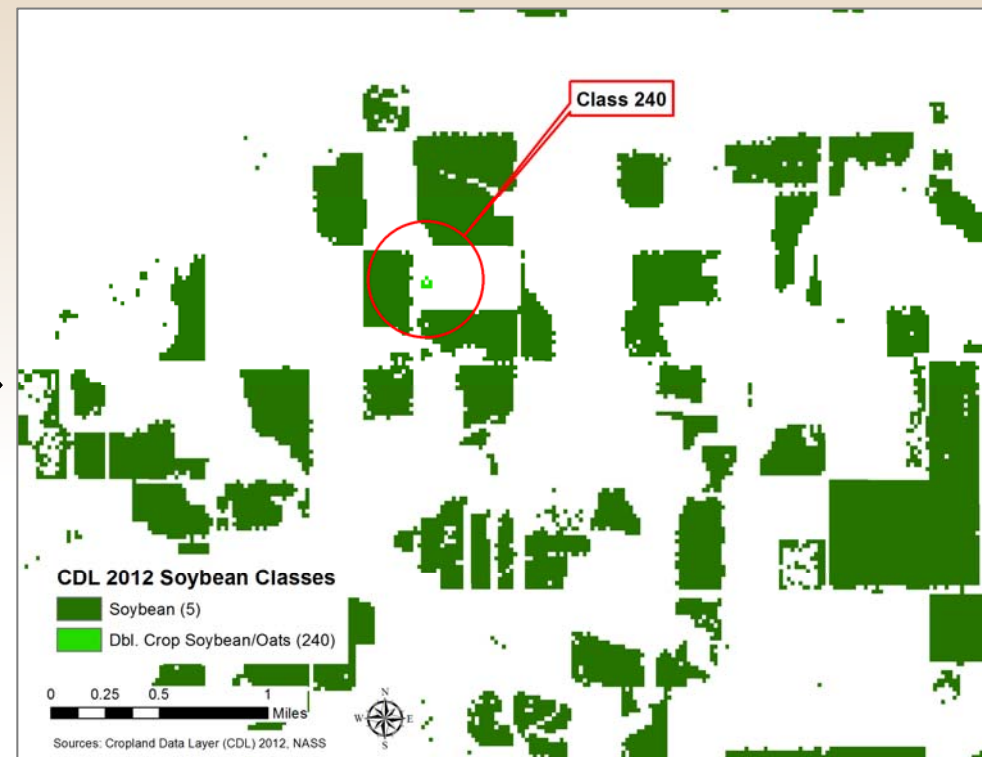 Class 240
CDL 2012 Soybean Classes
Soybean (5)
Dbl. Crop Soybean/Oats (240)
0 0.25 0.5 1
Miles
N
W E
S
Sources: Cropland Data Layer (CDL) 2012, NASS